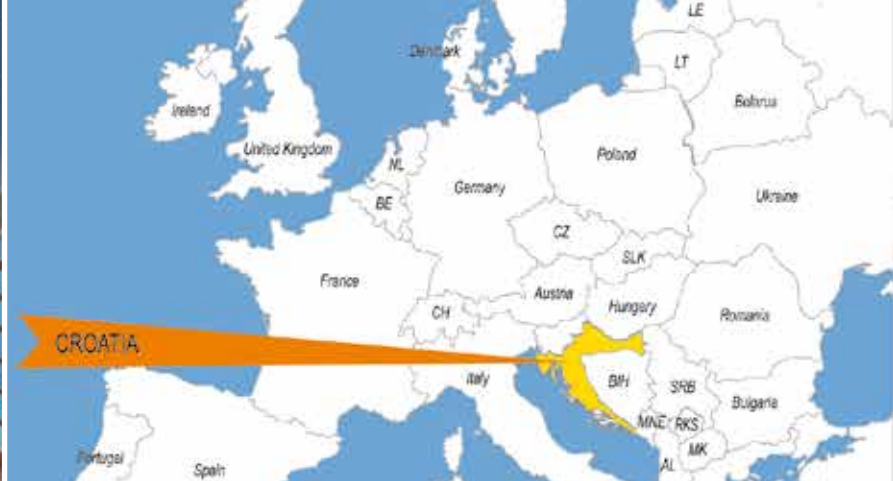 LE
Denmark
LT
Ireland
Belarus
United Kingdom
NL
Poland
Germany
BE
Ukraine
CZ
SLK
France
Austria
CH
Hungary
Romania
CROATIA
Italy
BIH
SRB
Bulgaria
MNE
RKS
MK
Portugal
Spain
AL